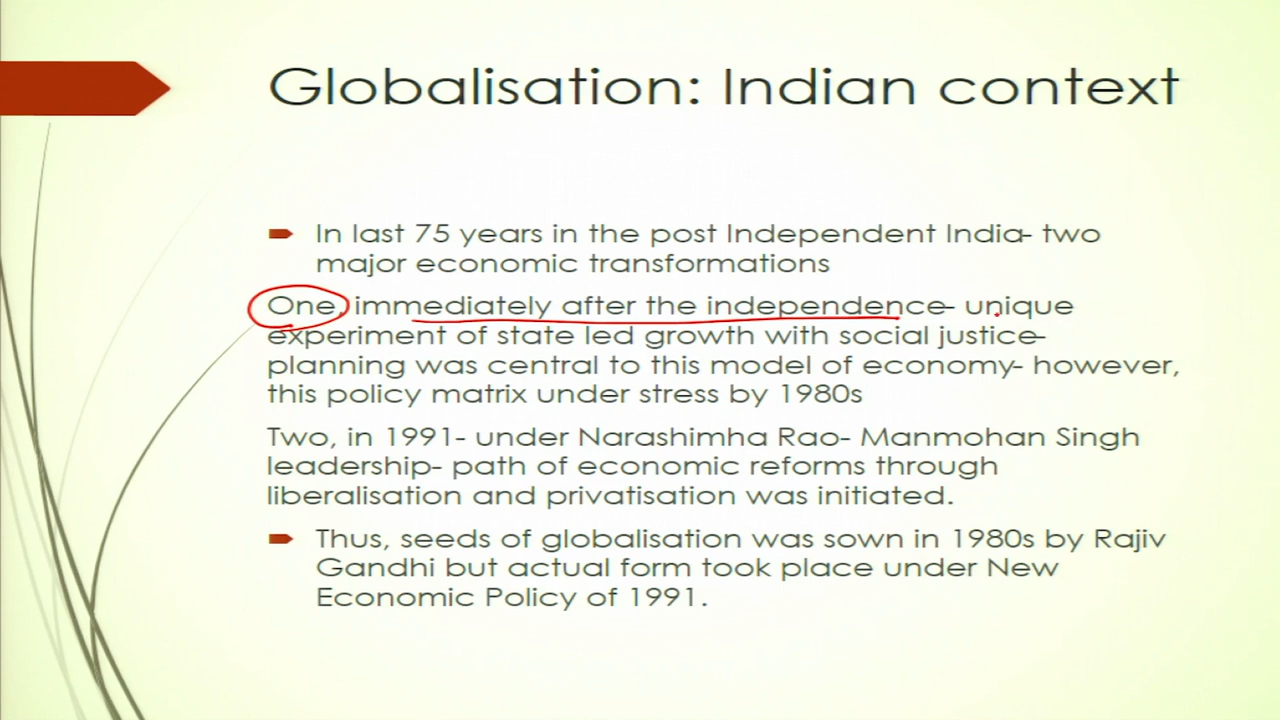 Globalisation: Indian context
In last 75 years in the post Independent India- two
major economic transformations
One, immediately after the independence- unique
experiment of state led growth with social justice-
planning was central to this model of economy- however,
this policy matrix under stress by 1980s
Two, in 1991- under Narashimha Rao- Manmohan Singh
leadership- path of economic reforms through
liberalisation and privatisation was initiated.
Thus, seeds of globalisation was sown in 1980s by Rajiv
Gandhi but actual form took place under New
Economic Policy of 1991.